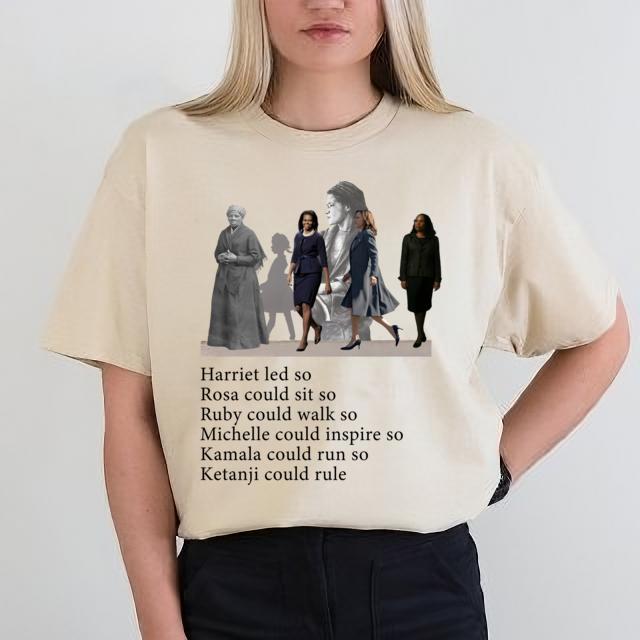 Harriet led so
Rosa could sit so
Ruby could walk so
Michelle could inspire so
Kamala could run so
Ketanji could rule